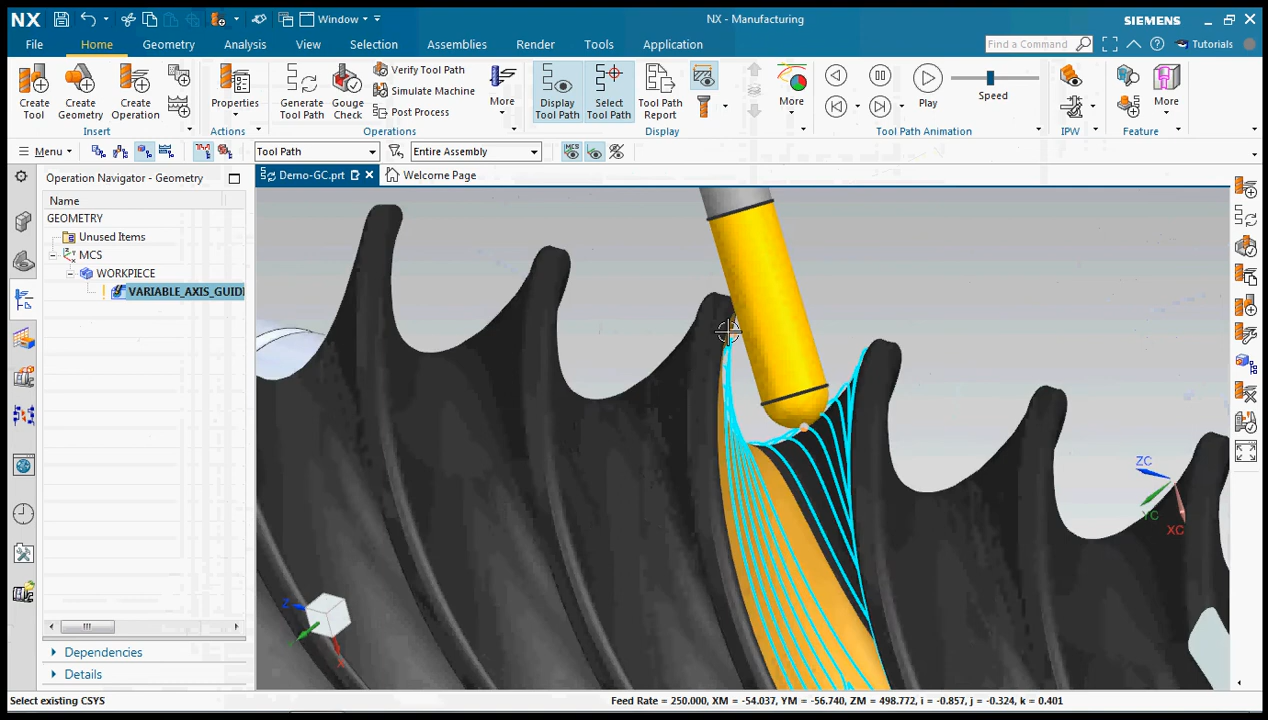 NX
Window
NX - Manufacturing
SIEMENS
File
Home
Geometry
Analysis
View
Selection
Assemblies
Render
Tools
Application
Find a Command
Tutorials
Create Tool
Create Geometry
Create Operation
Properties
Generate Tool Path
Gouge Check
Verify Tool Path
Simulate Machine
Post Process
More
Display Tool Path
Select Tool Path
Tool Path Report
More
Play
Speed
More
Insert
Actions
Operations
Display
Tool Path Animation
IPW
Feature
Menu
Tool Path
Entire Assembly
MCS
Operation Navigator - Geometry
Demo-GC.prt
Welcome Page
Name
GEOMETRY
Unused Items
MCS
WORKPIECE
VARIABLE_AXIS_GUID
ZC
YC
XC
Z
X
Dependencies
Details
Select existing CSYS
Feed Rate = 250.000, XM = -54.037, YM = -56.740, ZM = 498.772, i = -0.857, j = -0.324, k = 0.401